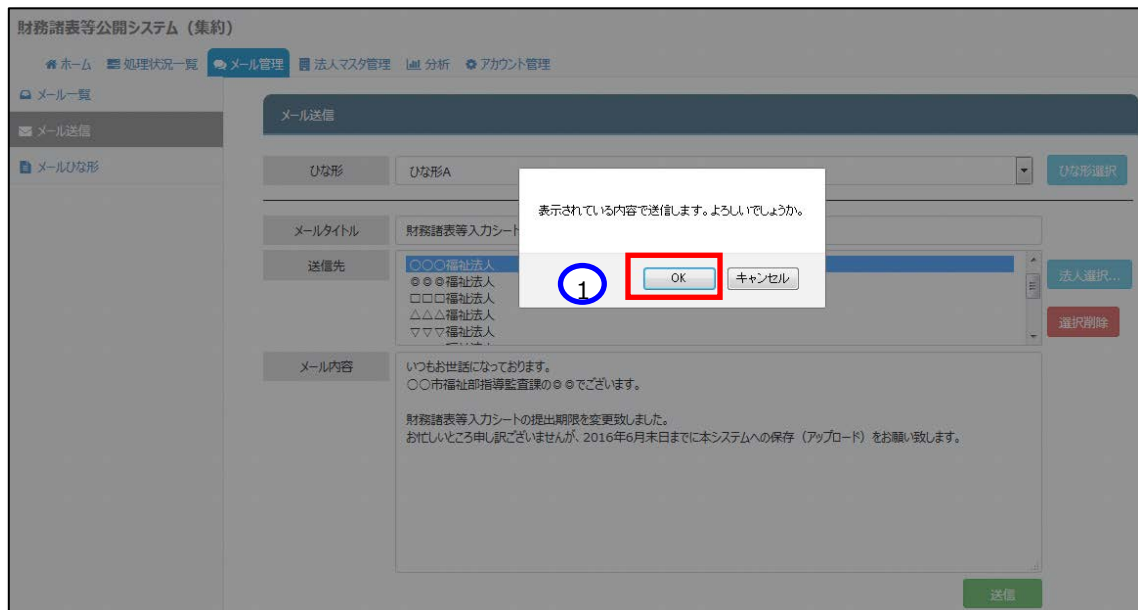 財務諸表等公開システム（集約）
ホーム 処理状況一覧 メール管理 法人マスタ管理 分析 アカウント管理
メール一覧
メール送信
メールひな形
メール送信
ひな形 ひな形A ひな形選択
表示されている内容で送信します。よろしいでしょうか。
OK キャンセル
1
メールタイトル 財務諸表等入力シート
送信先
○○○福祉法人
◎◎◎福祉法人
□□□福祉法人
△△△福祉法人
▽▽▽福祉法人
法人選択...
選択削除
メール内容
いつもお世話になっております。
○○市福祉部指導監査課の◎◎でございます。
財務諸表等入力シートの提出期限を変更致しました。
お忙しいところ申し訳ございませんが、2016年6月末日までに本システムへの保存（アップロード）をお願い致します。
送信